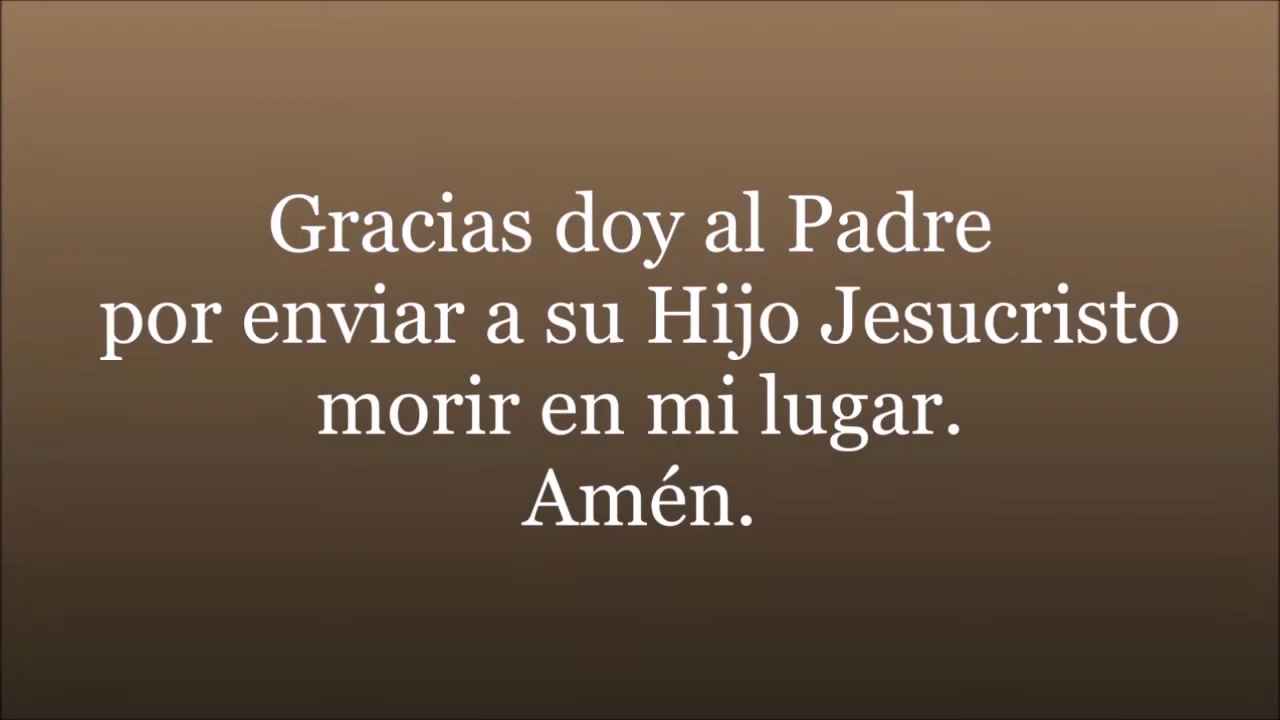 Gracias doy al Padre
por enviar a su Hijo Jesucristo
morir en mi lugar.
Amén.